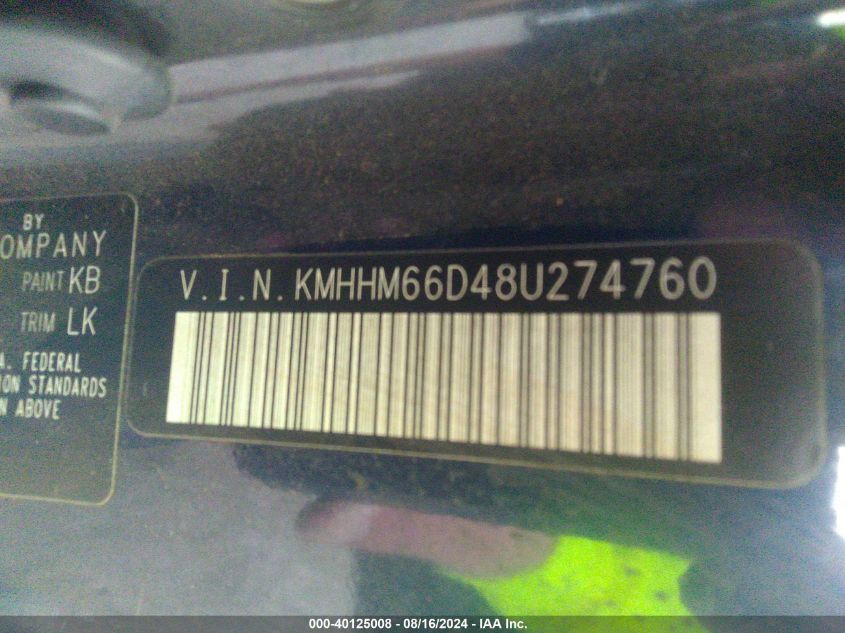 BY
OMPANY
PAINT KB
TRIM LK
A. FEDERAL
ION STANDARDS
N ABOVE
V.I.N. KMHHM66D48U274760
000-40125008 - 08/16/2024 - IAA Inc.